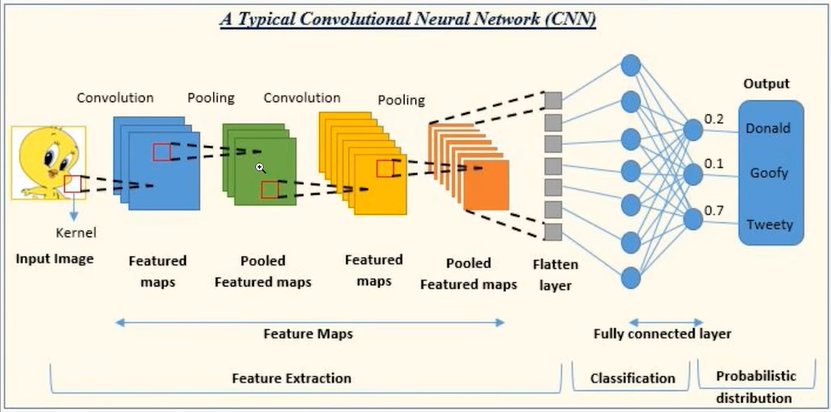 A Typical Convolutional Neural Network (CNN)
Output
Convolution
Pooling
Convolution
Pooling
0.2
Donald
0.1
Goofy
0.7
Tweety
Kernel
Input Image
Featured
maps
Pooled
Featured maps
Featured
maps
Pooled
Featured maps
Flatten
layer
Feature Maps
Fully connected layer
Feature Extraction
Classification
Probabilistic
distribution